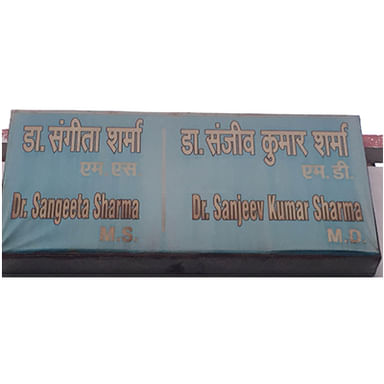 डा. संगीता शर्मा
एम. एस
Dr. Sangeeta Sharma
M.S.
डा. संजीव कुमार शर्मा
एम. डी.
Dr. Sanjeev Kumar Sharma
M.D.